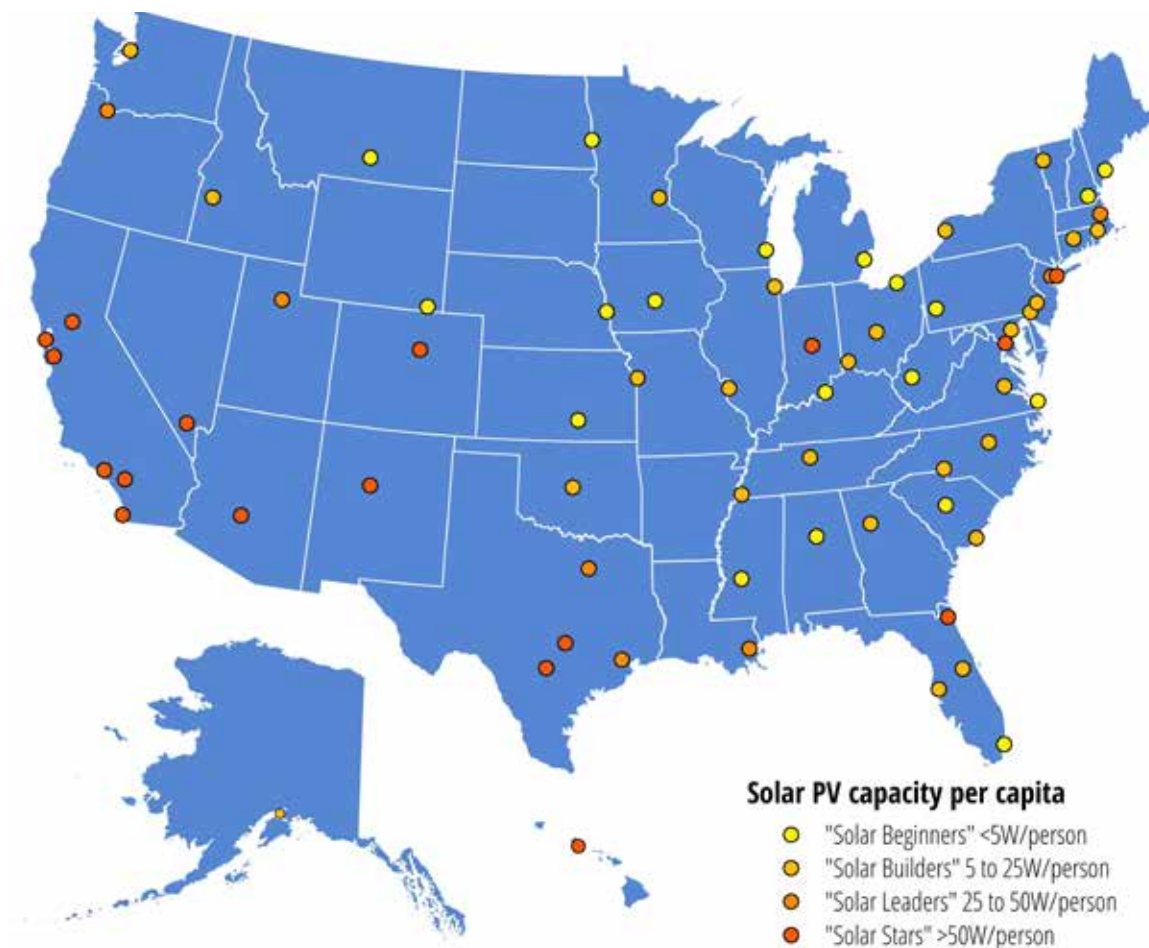 Solar PV capacity per capita
"Solar Beginners" <5W/person
"Solar Builders" 5 to 25W/person
"Solar Leaders" 25 to 50W/person
"Solar Stars" >50W/person